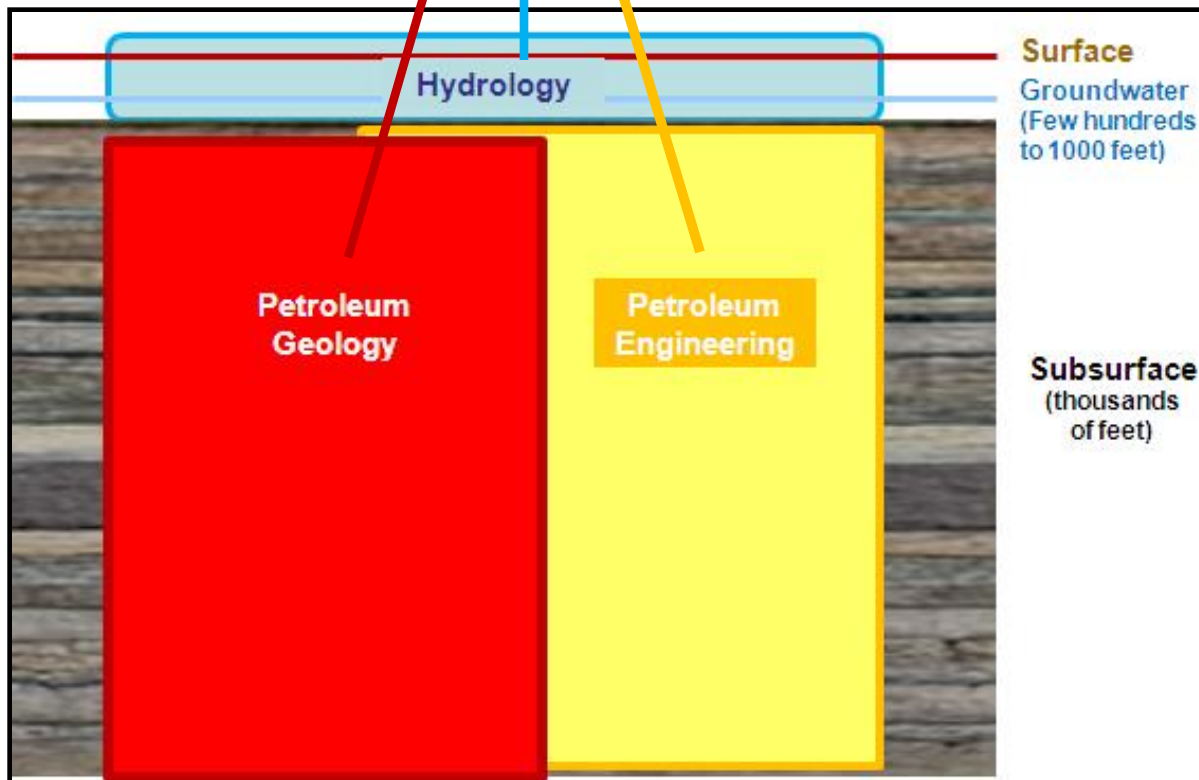 Hydrology
Surface
Groundwater
(Few hundreds
to 1000 feet)
Petroleum
Geology
Petroleum
Engineering
Subsurface
(thousands
of feet)